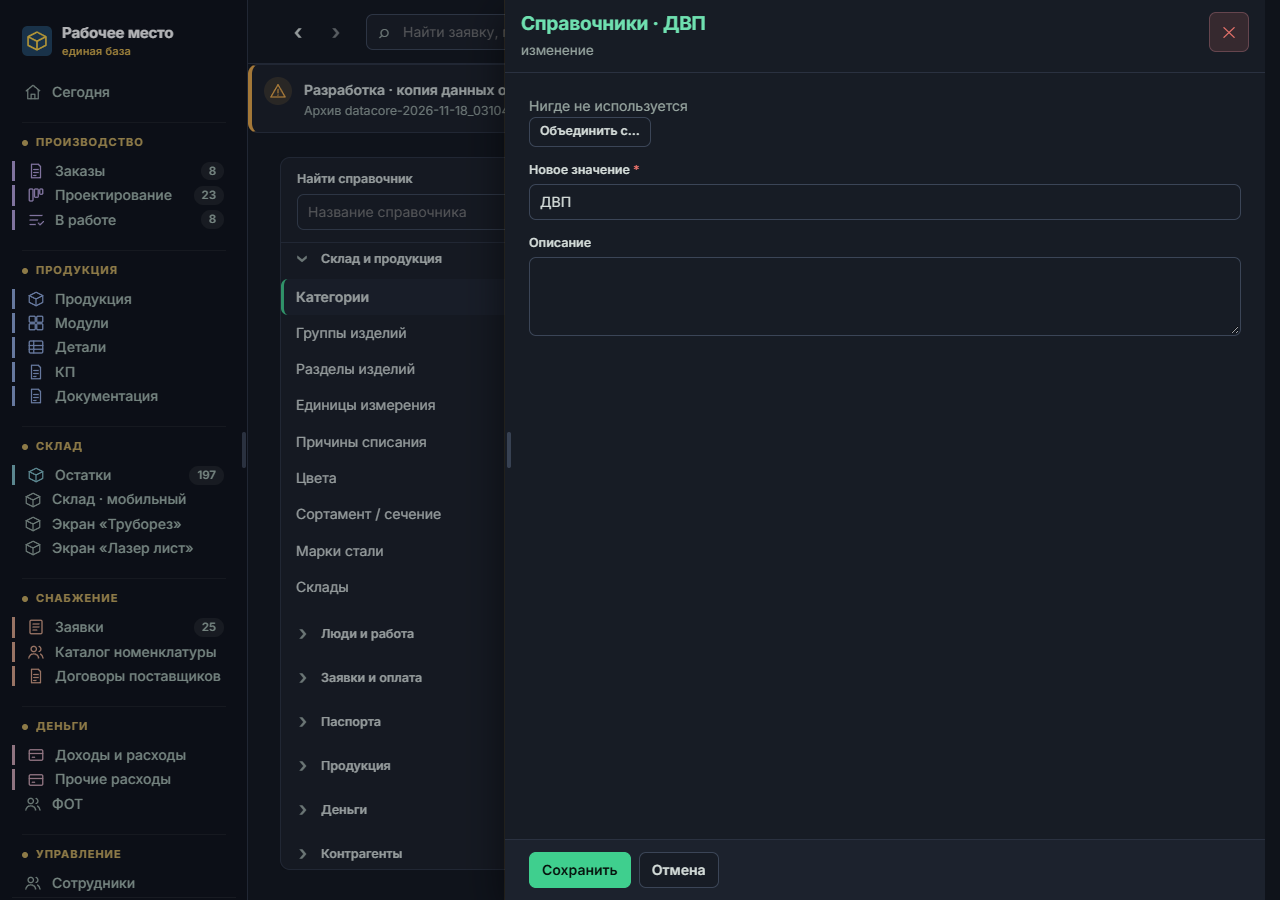 Рабочее место
единая база
Сегодня
ПРОИЗВОДСТВО
Заказы 8
Проектирование 23
В работе 8
ПРОДУКЦИЯ
Продукция
Модули
Детали
КП
Документация
СКЛАД
Остатки 197
Склад · мобильный
Экран «Труборез»
Экран «Лазер лист»
СНАБЖЕНИЕ
Заявки 25
Каталог номенклатуры
Договоры поставщиков
ДЕНЬГИ
Доходы и расходы
Прочие расходы
ФОТ
УПРАВЛЕНИЕ
Сотрудники
Найти заявку,
Разработка · копия данных
Архив datacore-2026-11-18_0310
Найти справочник
Название справочника
Склад и продукция
Категории
Группы изделий
Разделы изделий
Единицы измерения
Причины списания
Цвета
Сортамент / сечение
Марки стали
Склады
Люди и работа
Заявки и оплата
Паспорта
Продукция
Деньги
Контрагенты
Справочники · ДВП
изменение
Нигде не используется
Объединить с...
Новое значение *
ДВП
Описание
Сохранить
Отмена